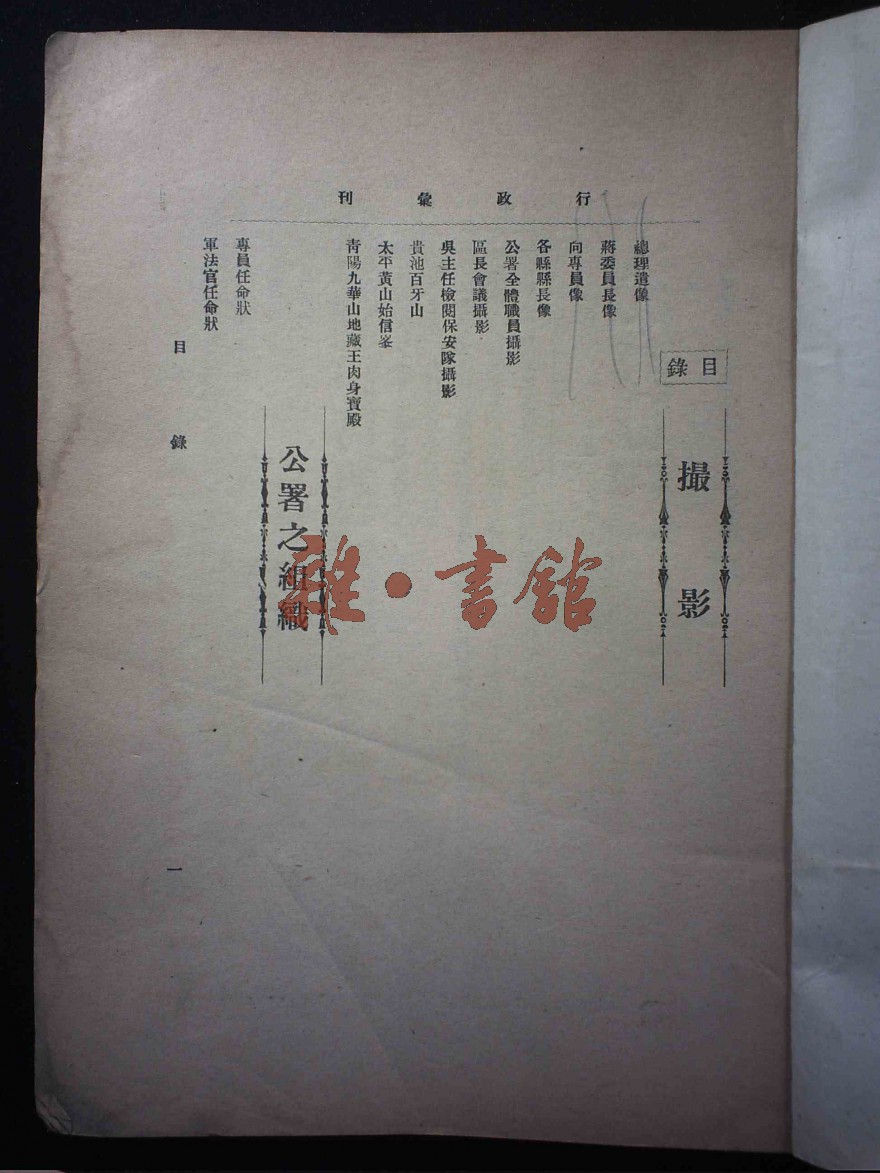 行政彙刊
目錄
撮影
總理遺像
蔣委員長像
向專員像
各縣縣長像
公署全體職員攝影
區長會議攝影
吳主任檢閱保安隊攝影
貴池百牙山
太平黃山始信峯
青陽九華山地藏王肉身寶殿
公署之組織
專員任命狀
軍法官任命狀
目錄
一
雜·書館